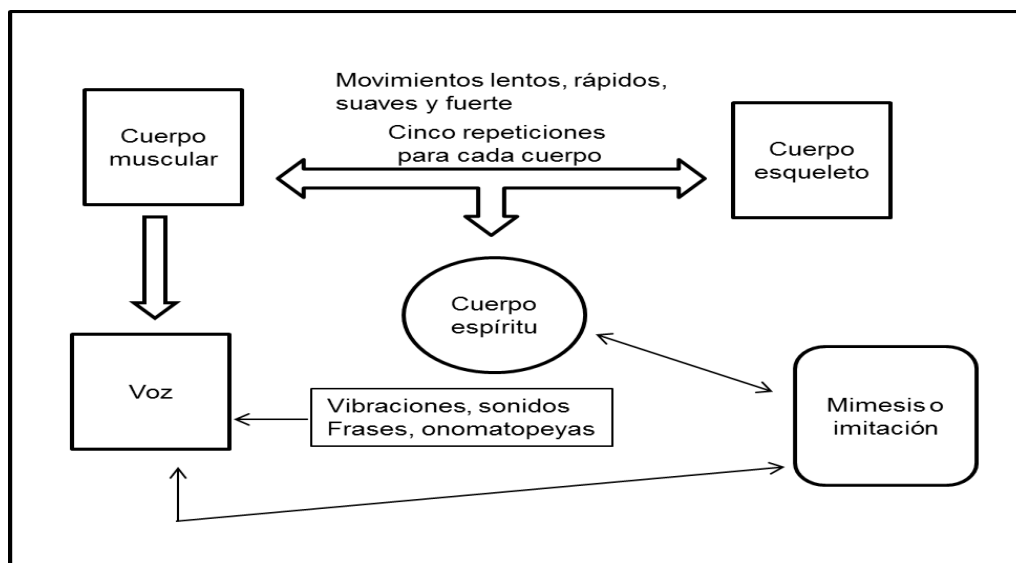 Movimientos lentos, rápidos,
suaves y fuerte
Cinco repeticiones
para cada cuerpo
Cuerpo
muscular
Cuerpo
esqueleto
Cuerpo
espíritu
Voz
Vibraciones, sonidos
Frases, onomatopeyas
Mimesis o
imitación